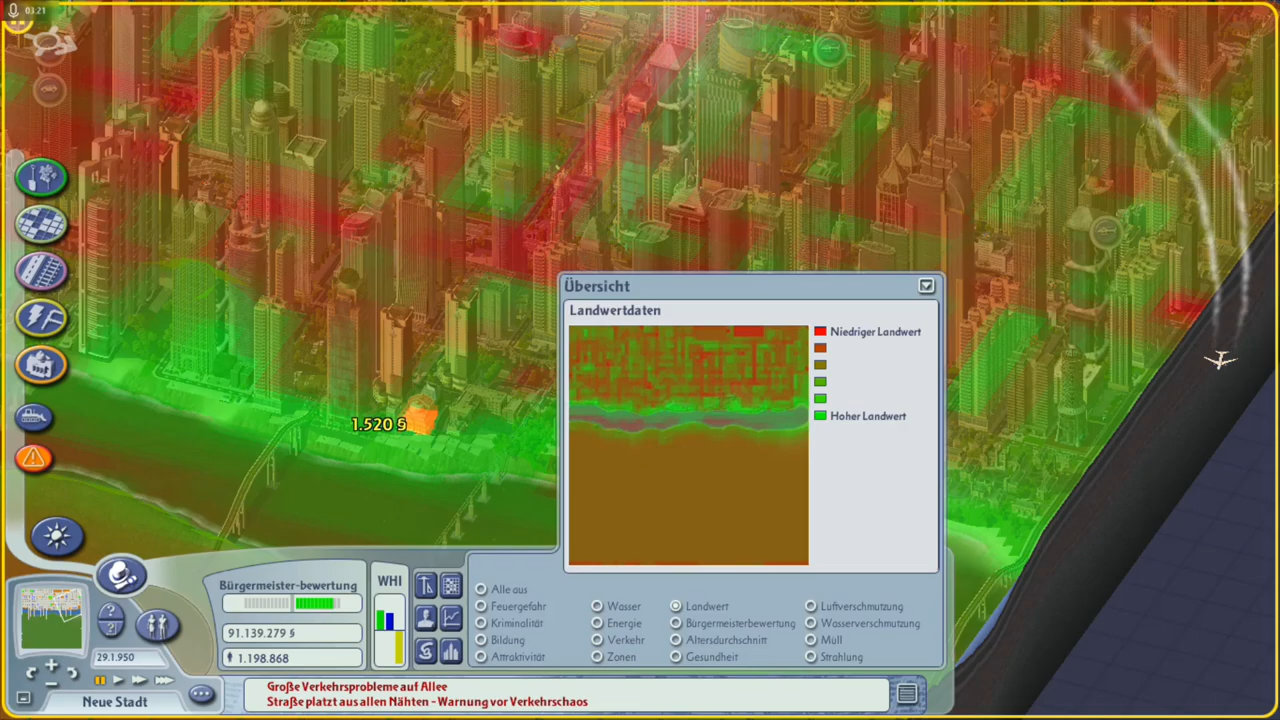 03:21
Übersicht
Landwertdaten
Niedriger Landwert
Hoher Landwert
1.520 §
Bürgermeister-bewertung
WHI
91.139.279 §
1.198.868
29.1.950
Neue Stadt
Alle aus
Feuergefahr
Wasser
Landwert
Luftverschmutzung
Kriminalität
Energie
Bürgermeisterbewertung
Wasserverschmutzung
Bildung
Verkehr
Altersdurchschnitt
Müll
Attraktivität
Zonen
Gesundheit
Strahlung
Große Verkehrsprobleme auf Allee
Straße platzt aus allen Nähten - Warnung vor Verkehrschaos